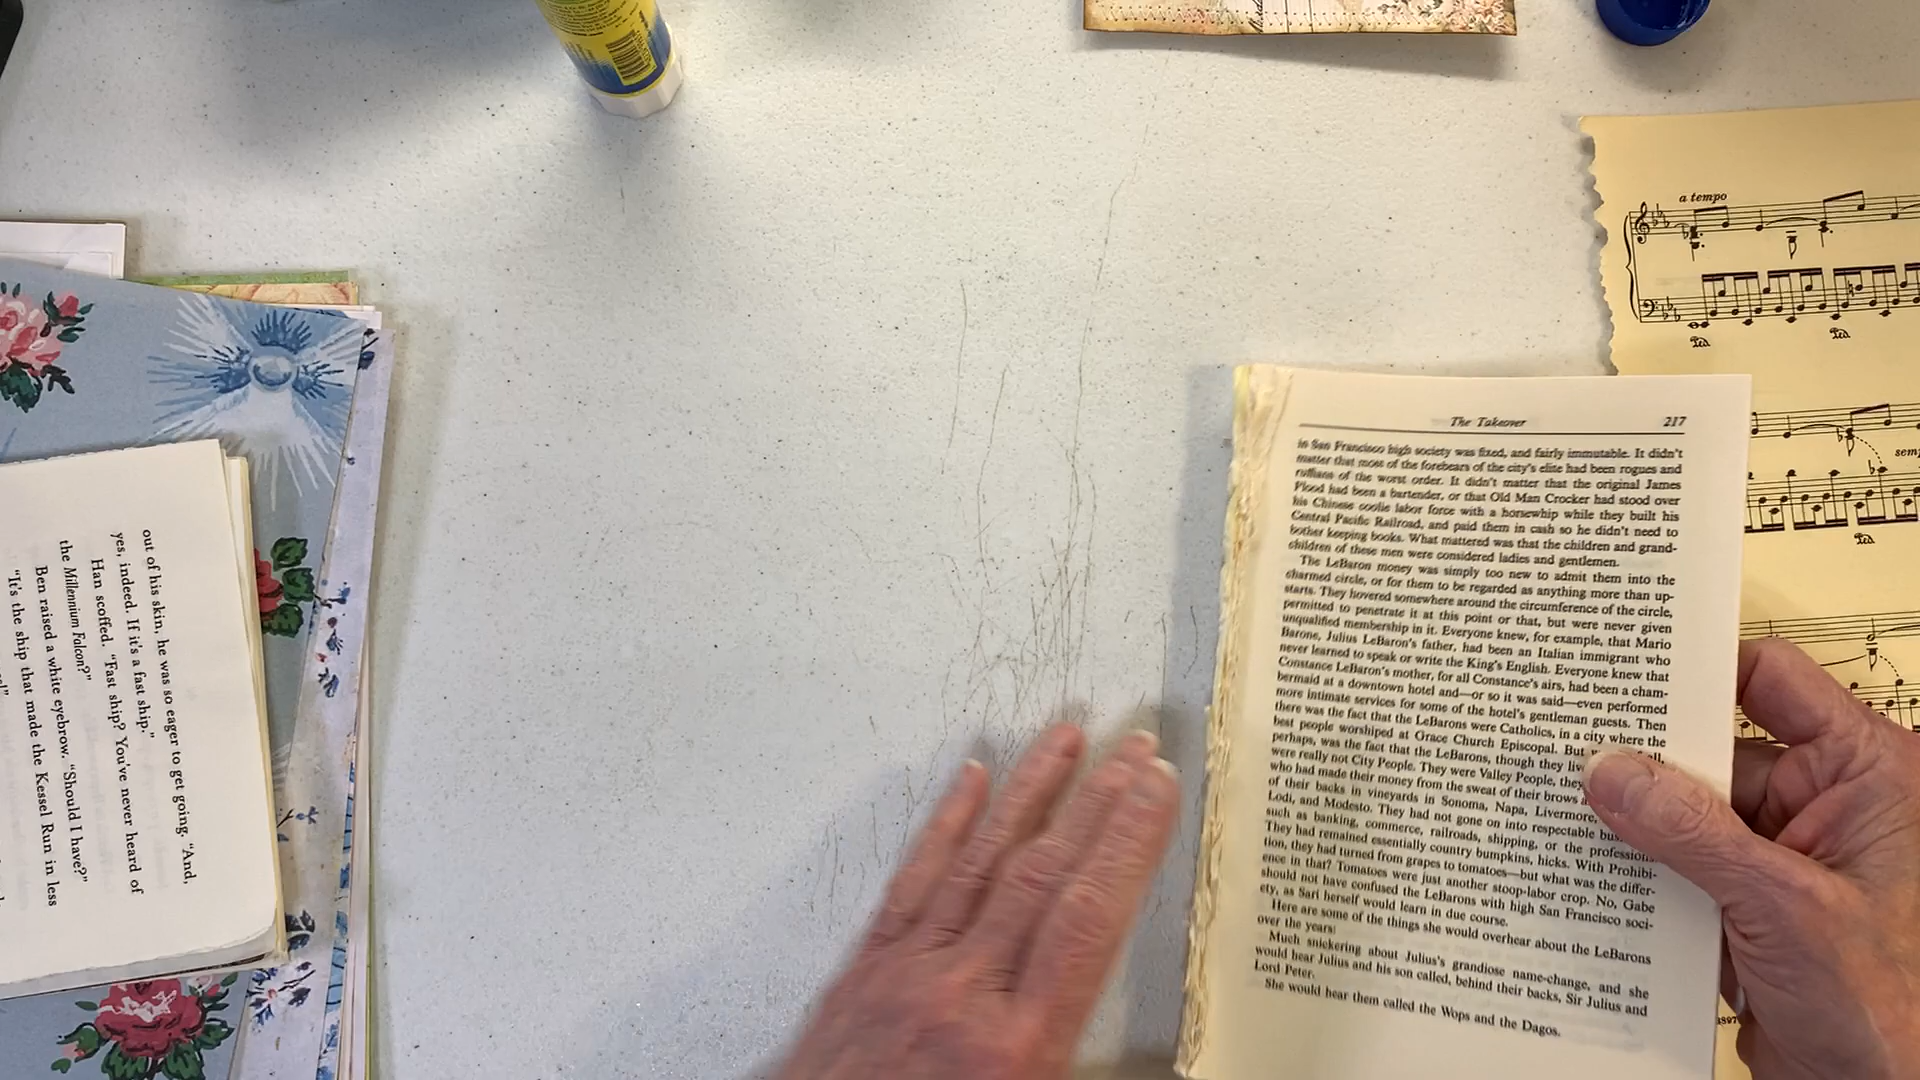 a tempo
The Takeover 217
in San Francisco high society was fixed, and fairly immutable. It didn't
matter that most of the forebears of the city's elite had been rogues and
ruffians of the worst order. It didn't matter that the original James
Flood had been a bartender, or that Old Man Crocker had stood over
his Chinese coolie labor force with a horsewhip while they built his
Central Pacific Railroad, and paid them in cash so he didn't need to
bother keeping books. What mattered was that the children and grand-
children of these men were considered ladies and gentlemen.
The LeBaron money was simply too new to admit them into the
charmed circle, or for them to be regarded as anything more than up-
starts. They hovered somewhere around the circumference of the circle,
permitted to penetrate it at this point or that, but were never given
unqualified membership in it. Everyone knew, for example, that Mario
Barone, Julius LeBaron's father, had been an Italian immigrant who
never learned to speak or write the King's English. Everyone knew that
Constance LeBaron's mother, for all Constance's airs, had been a cham-
bermaid at a downtown hotel and—or so it was said—even performed
more intimate services for some of the hotel's gentleman guests. Then
there was the fact that the LeBarons were Catholics, in a city where the
best people worshiped at Grace Church Episcopal. But all,
perhaps, was the fact that the LeBarons, though they
were really not City People. They were Valley People, they
who had made their money from the sweat of their brows
of their backs in vineyards in Sonoma, Napa, Livermore,
Lodi, and Modesto. They had not gone on into respectable
such as banking, commerce, railroads, shipping, or the professions.
They had remained essentially country bumpkins, hicks. With Prohibi-
tion, they had turned from grapes to tomatoes—but what was the differ-
ence in that? Tomatoes were just another stoop-labor crop. No, Gabe
should not have confused the LeBarons with high San Francisco soci-
ety, as Sari herself would learn in due course.
Here are some of the things she would overhear about the LeBarons
over the years:
Much snickering about Julius's grandiose name-change, and she
would hear Julius and his son called, behind their backs, Sir Julius and
Lord Peter.
She would hear them called the Wops and the Dagos.
out of his skin, he was so eager to get going. "And,
yes, indeed. If it's a fast ship."
Han scoffed. "Fast ship? You've never heard of
the Millennium Falcon?"
Ben raised a white eyebrow. "Should I have?"
"It's the ship that made the Kessel Run in less